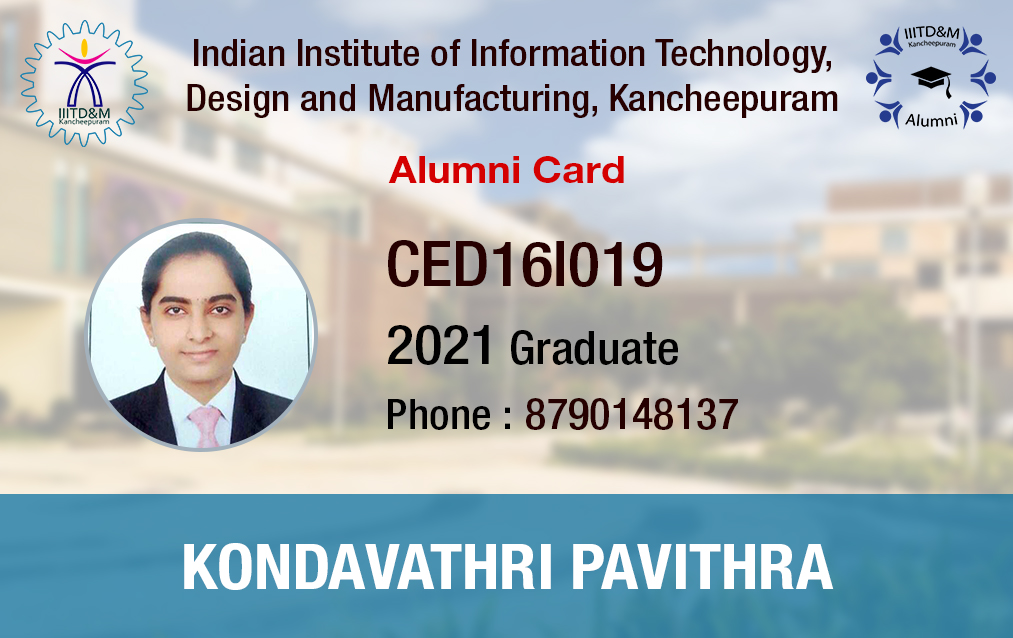 Indian Institute of Information Technology,
Design and Manufacturing, Kancheepuram
IIITD&M
Kancheepuram
IIITD&M
Kancheepuram
Alumni
Alumni Card
CED16I019
2021 Graduate
Phone : 8790148137
KONDAVATHRI PAVITHRA